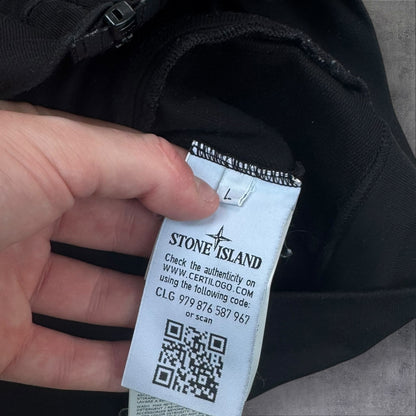 L
STONE ISLAND
Check the authenticity on
WWW.CERTILOGO.COM
using the following code:
CLG 979 876 587 967
or scan